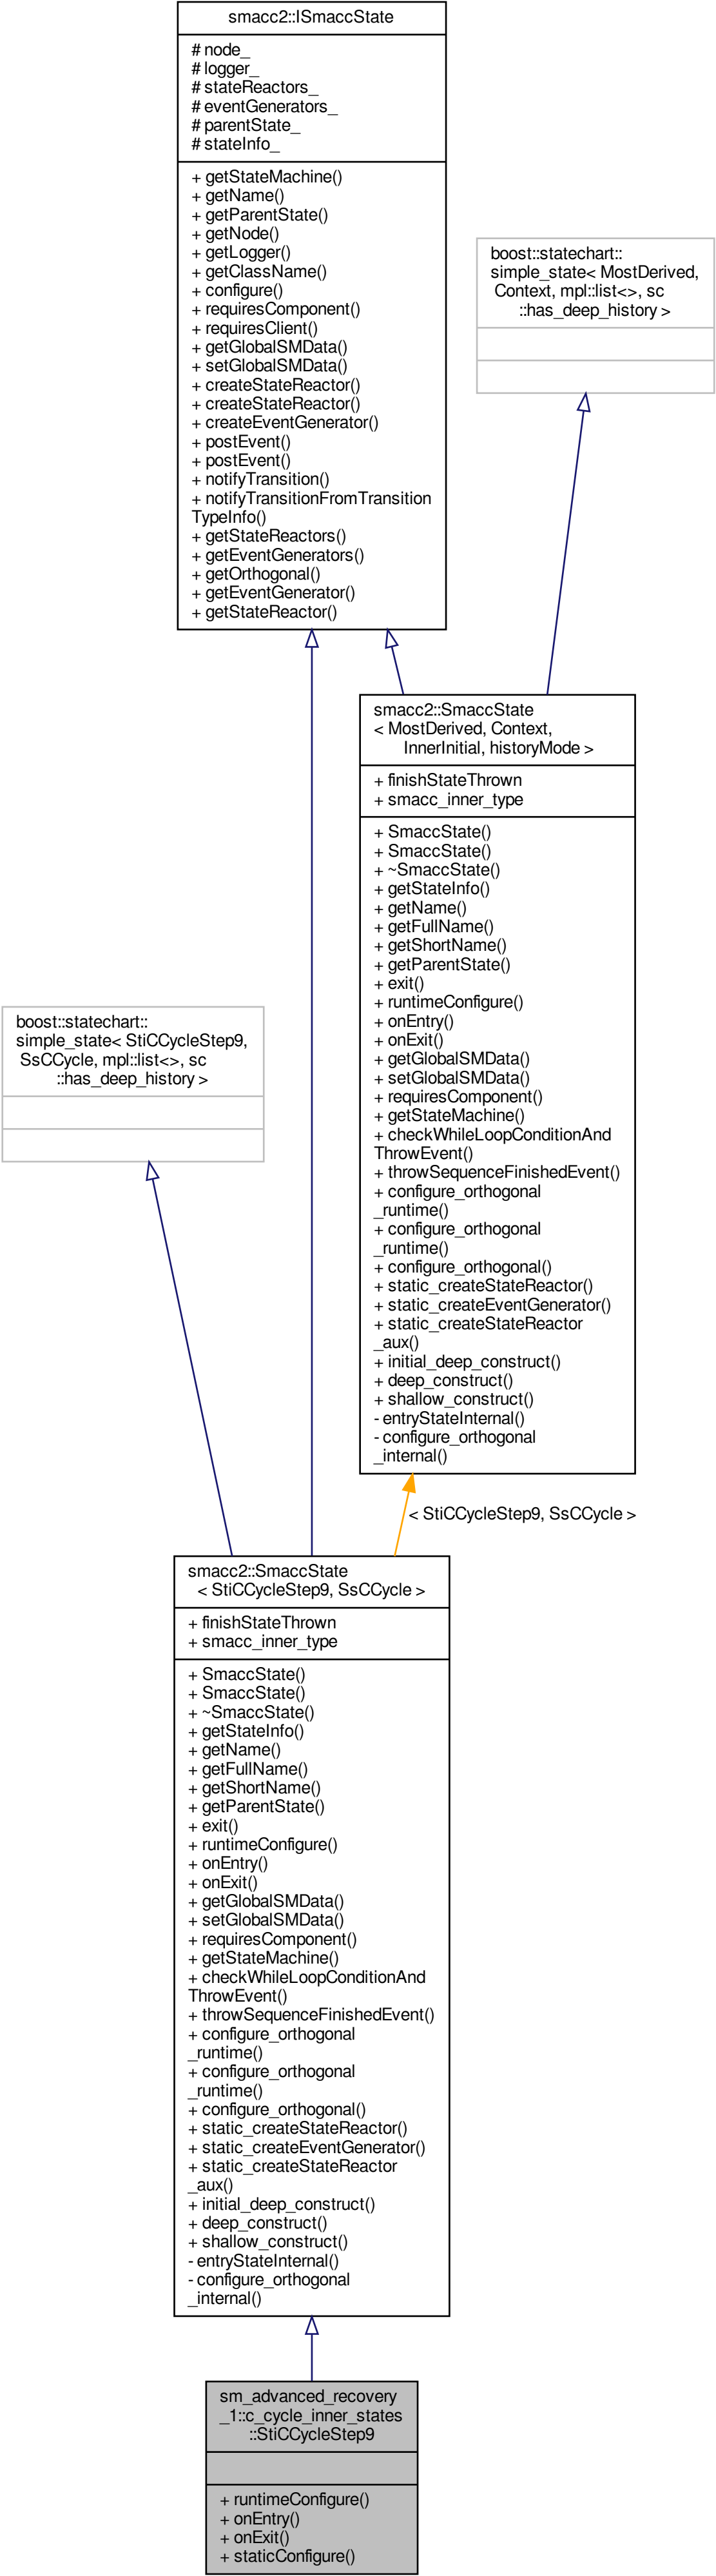 smacc2::ISmaccState
# node_
# logger_
# stateReactors_
# eventGenerators_
# parentState_
# stateInfo_
+ getStateMachine()
+ getName()
+ getParentState()
+ getNode()
+ getLogger()
+ getClassName()
+ configure()
+ requiresComponent()
+ requiresClient()
+ getGlobalSMData()
+ setGlobalSMData()
+ createStateReactor()
+ createStateReactor()
+ createEventGenerator()
+ postEvent()
+ postEvent()
+ notifyTransition()
+ notifyTransitionFromTransition
TypeInfo()
+ getStateReactors()
+ getEventGenerators()
+ getOrthogonal()
+ getEventGenerator()
+ getStateReactor()
boost::statechart::
simple_state< MostDerived,
Context, mpl::list<>, sc
::has_deep_history >
smacc2::SmaccState
< MostDerived, Context,
InnerInitial, historyMode >
+ finishStateThrown
+ smacc_inner_type
+ SmaccState()
+ SmaccState()
+ ~SmaccState()
+ getStateInfo()
+ getName()
+ getFullName()
+ getShortName()
+ getParentState()
+ exit()
+ runtimeConfigure()
+ onEntry()
+ onExit()
+ getGlobalSMData()
+ setGlobalSMData()
+ requiresComponent()
+ getStateMachine()
+ checkWhileLoopConditionAnd
ThrowEvent()
+ throwSequenceFinishedEvent()
+ configure_orthogonal
_runtime()
+ configure_orthogonal
_runtime()
+ configure_orthogonal()
+ static_createStateReactor()
+ static_createEventGenerator()
+ static_createStateReactor
_aux()
+ initial_deep_construct()
+ deep_construct()
+ shallow_construct()
- entryStateInternal()
- configure_orthogonal
_internal()
boost::statechart::
simple_state< StiCCycleStep9,
SsCCycle, mpl::list<>, sc
::has_deep_history >
< StiCCycleStep9, SsCCycle >
smacc2::SmaccState
< StiCCycleStep9, SsCCycle >
+ finishStateThrown
+ smacc_inner_type
+ SmaccState()
+ SmaccState()
+ ~SmaccState()
+ getStateInfo()
+ getName()
+ getFullName()
+ getShortName()
+ getParentState()
+ exit()
+ runtimeConfigure()
+ onEntry()
+ onExit()
+ getGlobalSMData()
+ setGlobalSMData()
+ requiresComponent()
+ getStateMachine()
+ checkWhileLoopConditionAnd
ThrowEvent()
+ throwSequenceFinishedEvent()
+ configure_orthogonal
_runtime()
+ configure_orthogonal
_runtime()
+ configure_orthogonal()
+ static_createStateReactor()
+ static_createEventGenerator()
+ static_createStateReactor
_aux()
+ initial_deep_construct()
+ deep_construct()
+ shallow_construct()
- entryStateInternal()
- configure_orthogonal
_internal()
sm_advanced_recovery
_1::c_cycle_inner_states
::StiCCycleStep9
+ runtimeConfigure()
+ onEntry()
+ onExit()
+ staticConfigure()